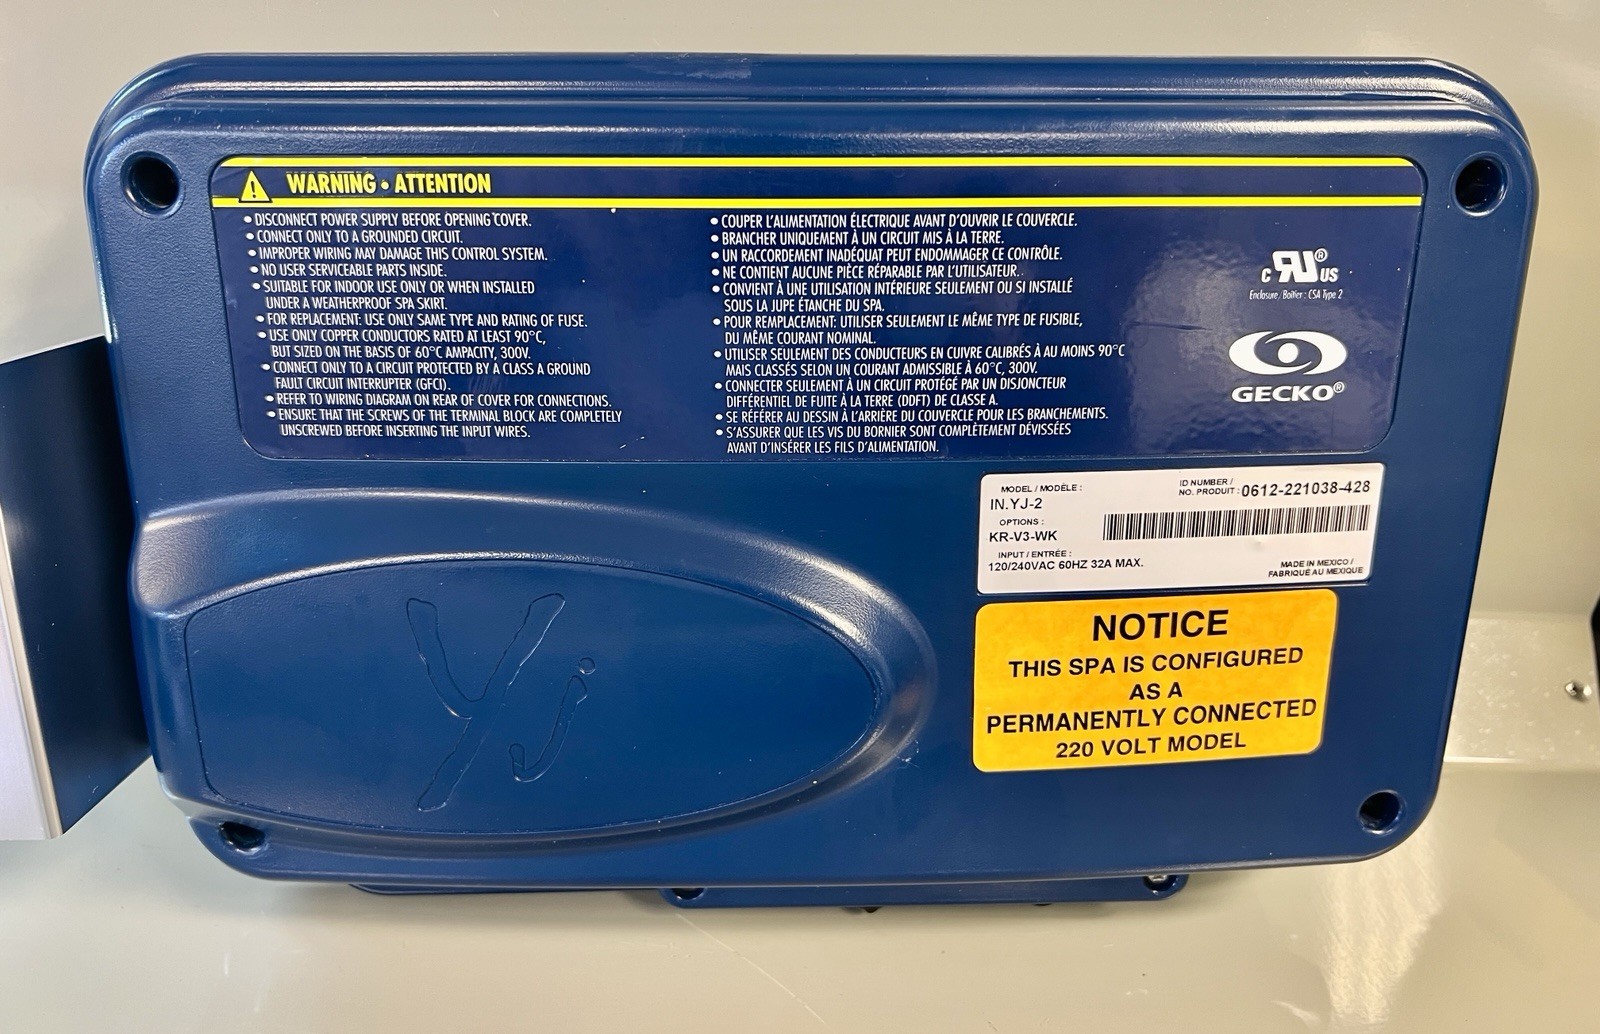 WARNING • ATTENTION
• DISCONNECT POWER SUPPLY BEFORE OPENING COVER.
• CONNECT ONLY TO A GROUNDED CIRCUIT.
• IMPROPER WIRING MAY DAMAGE THIS CONTROL SYSTEM.
• NO USER SERVICEABLE PARTS INSIDE.
• SUITABLE FOR INDOOR USE ONLY OR WHEN INSTALLED
UNDER A WEATHERPROOF SPA SKIRT.
• FOR REPLACEMENT: USE ONLY SAME TYPE AND RATING OF FUSE.
• USE ONLY COPPER CONDUCTORS RATED AT LEAST 90°C,
BUT SIZED ON THE BASIS OF 60°C AMPACITY, 300V.
• CONNECT ONLY TO A CIRCUIT PROTECTED BY A CLASS A GROUND
FAULT CIRCUIT INTERRUPTER (GFCI).
• REFER TO WIRING DIAGRAM ON REAR OF COVER FOR CONNECTIONS.
• ENSURE THAT THE SCREWS OF THE TERMINAL BLOCK ARE COMPLETELY
UNSCREWED BEFORE INSERTING THE INPUT WIRES.
• COUPER L'ALIMENTATION ÉLECTRIQUE AVANT D'OUVRIR LE COUVERCLE.
• BRANCHER UNIQUEMENT À UN CIRCUIT MIS À LA TERRE.
• UN RACCORDEMENT INADÉQUAT PEUT ENDOMMAGER CE CONTRÔLE.
• NE CONTIENT AUCUNE PIÈCE RÉPARABLE PAR L'UTILISATEUR.
• CONVIENT À UNE UTILISATION INTÉRIEURE SEULEMENT OU SI INSTALLÉ
SOUS LA JUPE ÉTANCHE DU SPA.
• POUR REMPLACEMENT: UTILISER SEULEMENT LE MÊME TYPE DE FUSIBLE,
DU MÊME COURANT NOMINAL.
• UTILISER SEULEMENT DES CONDUCTEURS EN CUIVRE CALIBRÉS À AU MOINS 90°C
MAIS CLASSÉS SELON UN COURANT ADMISSIBLE À 60°C, 300V.
• CONNECTER SEULEMENT À UN CIRCUIT PROTÉGÉ PAR UN DISJONCTEUR
DIFFÉRENTIEL DE FUITE À LA TERRE (DDFT) DE CLASSE A.
• SE RÉFÉRER AU DESSIN À L'ARRIÈRE DU COUVERCLE POUR LES BRANCHEMENTS.
• S'ASSURER QUE LES VIS DU BORNIER SONT COMPLÈTEMENT DÉVISSÉES
AVANT D'INSÉRER LES FILS D'ALIMENTATION.
c RU® US
Enclosure/Boîtier : CSA Type 2
GECKO®
MODEL / MODÈLE :
IN.YJ-2
OPTIONS :
KR-V3-WK
INPUT / ENTRÉE :
120/240VAC 60HZ 32A MAX.
ID NUMBER /
NO. PRODUIT : 0612-221038-428
MADE IN MEXICO /
FABRIQUÉ AU MEXIQUE
NOTICE
THIS SPA IS CONFIGURED
AS A
PERMANENTLY CONNECTED
220 VOLT MODEL
Yj